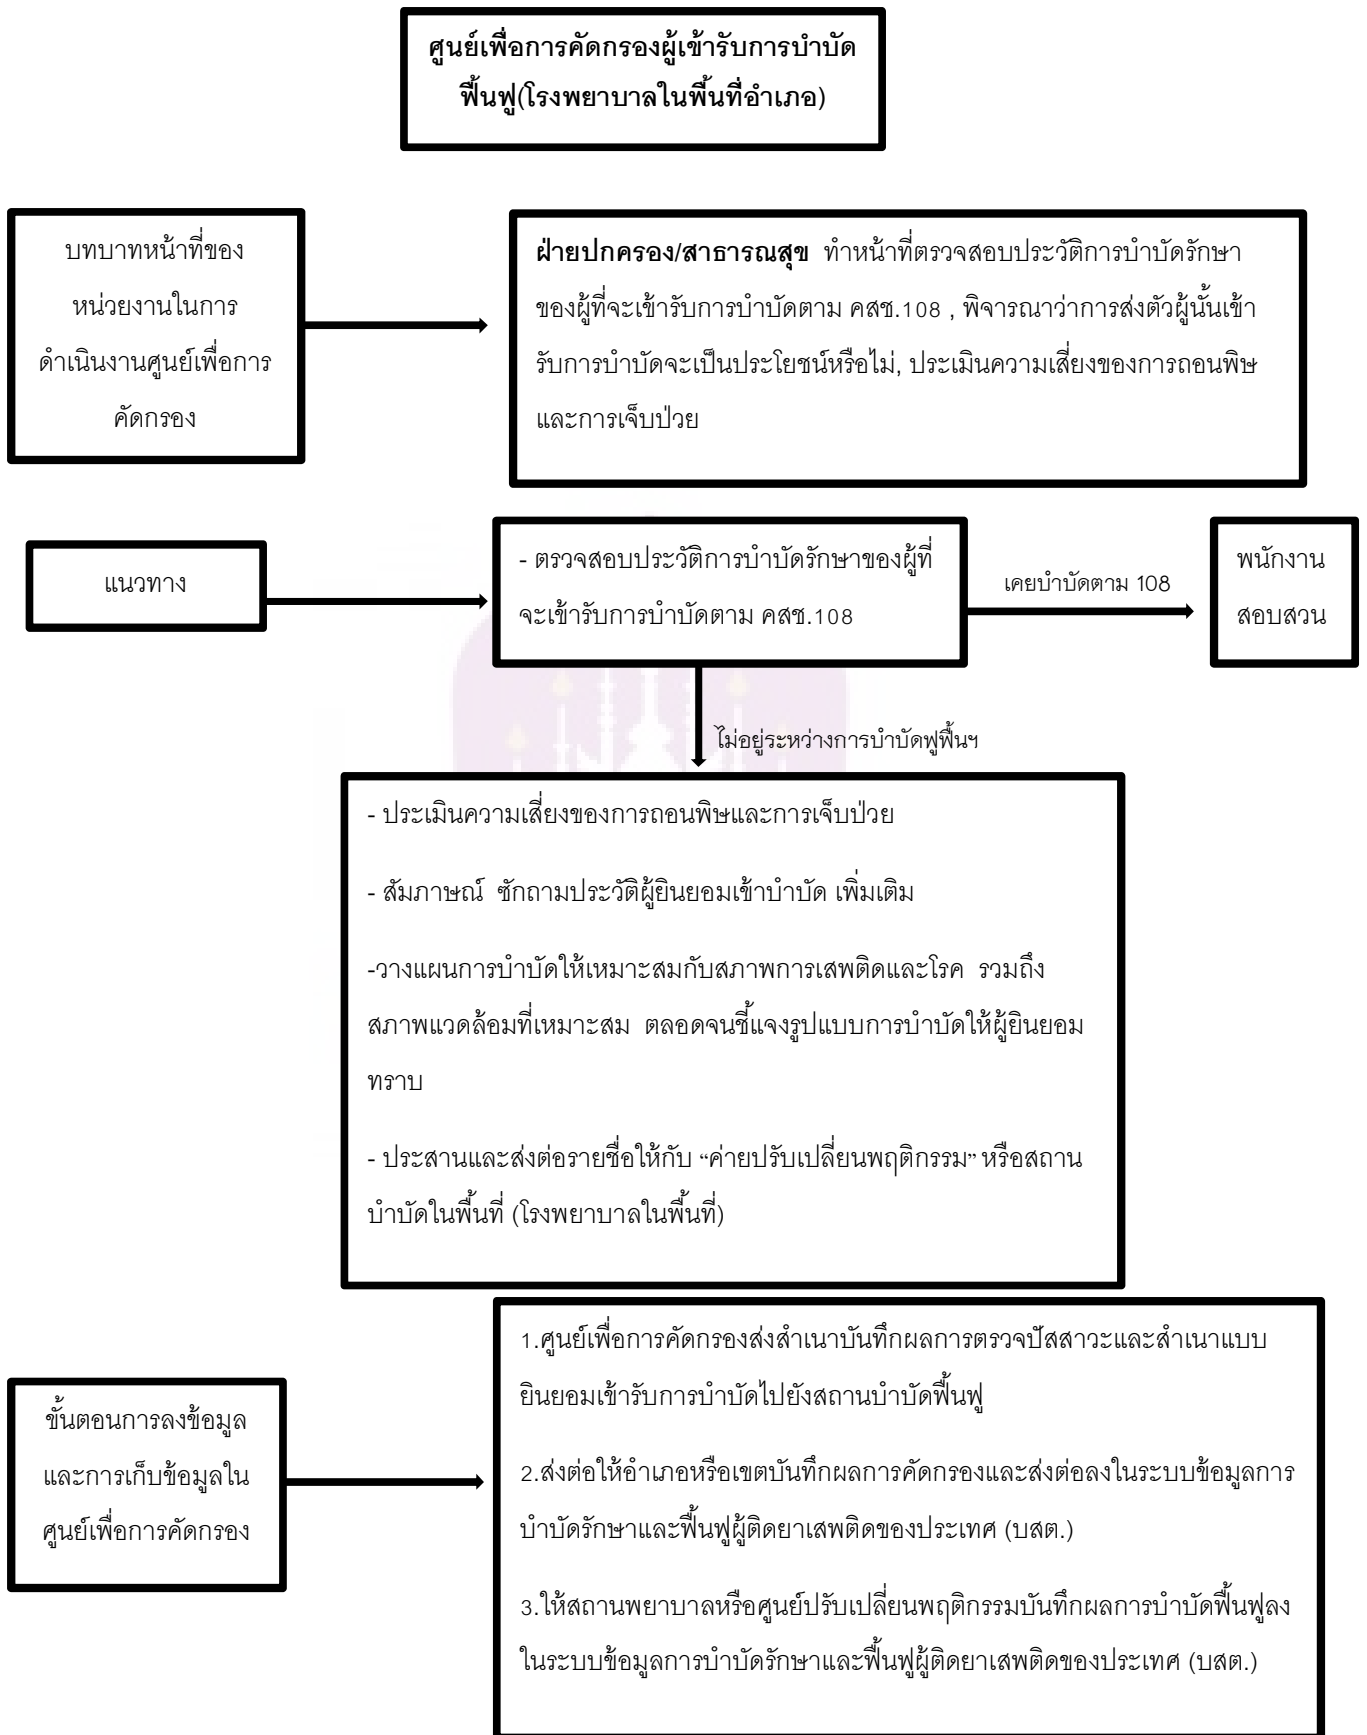 ศูนย์เพื่อการคัดกรองผู้เข้ารับการบำบัด
ฟื้นฟู(โรงพยาบาลในพื้นที่อำเภอ)
บทบาทหน้าที่ของ
หน่วยงานในการ
ดำเนินงานศูนย์เพื่อการ
คัดกรอง
ฝ่ายปกครอง/สาธารณสุข ทำหน้าที่ตรวจสอบประวัติการบำบัดรักษา
ของผู้ที่จะเข้ารับการบำบัดตาม คสช.108 , พิจารณาว่าการส่งตัวผู้นั้นเข้า
รับการบำบัดจะเป็นประโยชน์หรือไม่, ประเมินความเสี่ยงของการถอนพิษ
และการเจ็บป่วย
แนวทาง
- ตรวจสอบประวัติการบำบัดรักษาของผู้ที่
จะเข้ารับการบำบัดตาม คสช.108
เคยบำบัดตาม 108
พนักงาน
สอบสวน
ไม่อยู่ระหว่างการบำบัดฟูฟื้นฯ
- ประเมินความเสี่ยงของการถอนพิษและการเจ็บป่วย
- สัมภาษณ์ ซักถามประวัติผู้ยินยอมเข้าบำบัด เพิ่มเติม
-วางแผนการบำบัดให้เหมาะสมกับสภาพการเสพติดและโรค รวมถึง
สภาพแวดล้อมที่เหมาะสม ตลอดจนชี้แจงรูปแบบการบำบัดให้ผู้ยินยอม
ทราบ
- ประสานและส่งต่อรายชื่อให้กับ “ค่ายปรับเปลี่ยนพฤติกรรม” หรือสถาน
บำบัดในพื้นที่ (โรงพยาบาลในพื้นที่)
ขั้นตอนการลงข้อมูล
และการเก็บข้อมูลใน
ศูนย์เพื่อการคัดกรอง
1.ศูนย์เพื่อการคัดกรองส่งสำเนาบันทึกผลการตรวจปัสสาวะและสำเนาแบบ
ยินยอมเข้ารับการบำบัดไปยังสถานบำบัดฟื้นฟู
2.ส่งต่อให้อำเภอหรือเขตบันทึกผลการคัดกรองและส่งต่อลงในระบบข้อมูลการ
บำบัดรักษาและฟื้นฟูผู้ติดยาเสพติดของประเทศ (บสต.)
3.ให้สถานพยาบาลหรือศูนย์ปรับเปลี่ยนพฤติกรรมบันทึกผลการบำบัดฟื้นฟูลง
ในระบบข้อมูลการบำบัดรักษาและฟื้นฟูผู้ติดยาเสพติดของประเทศ (บสต.)